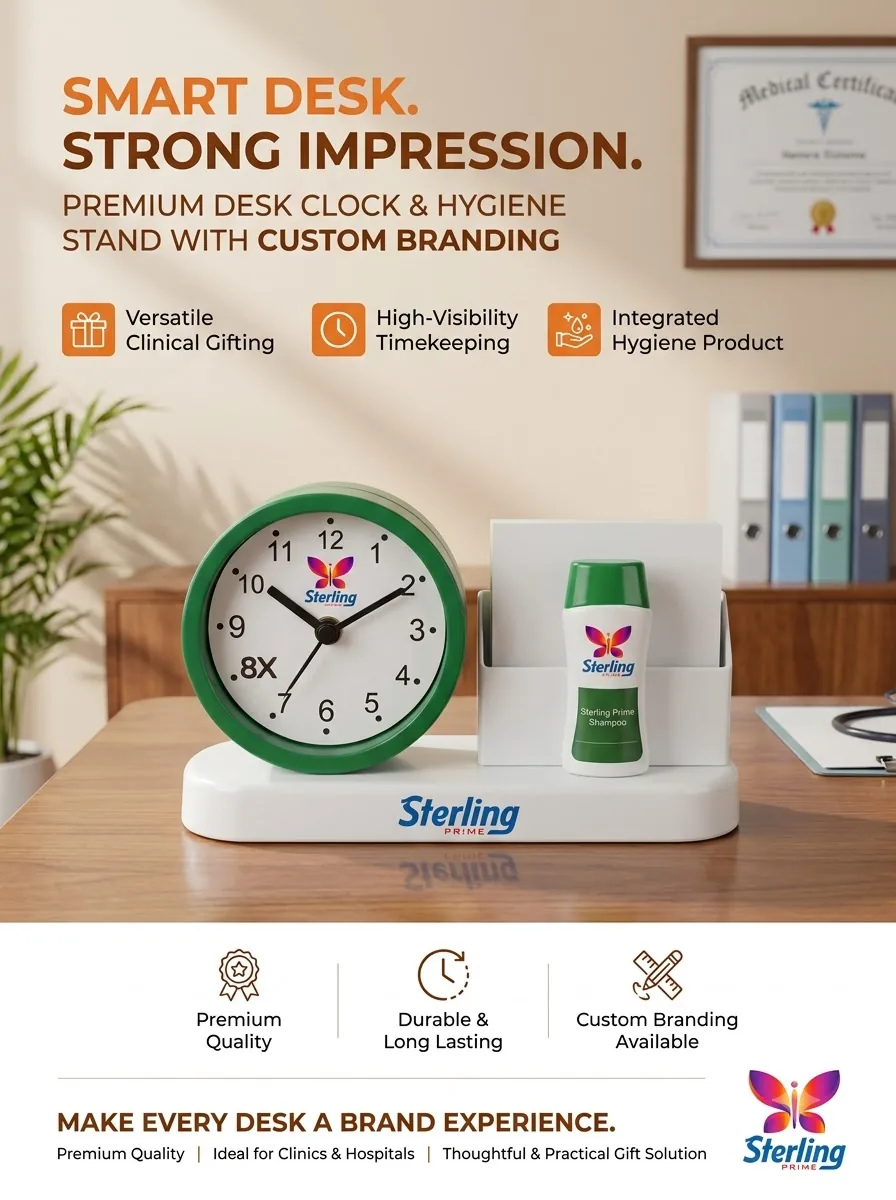 SMART DESK.
STRONG IMPRESSION.
PREMIUM DESK CLOCK & HYGIENE
STAND WITH CUSTOM BRANDING
Versatile
Clinical Gifting
High-Visibility
Timekeeping
Integrated
Hygiene Product
Medical Certifica
12
1
2
3
4
5
6
7
8X
9
10
11
Sterling
Sterling
Sterling Prime
Shampoo
Sterling
PRIME
Premium
Quality
Durable &
Long Lasting
Custom Branding
Available
MAKE EVERY DESK A BRAND EXPERIENCE.
Premium Quality | Ideal for Clinics & Hospitals | Thoughtful & Practical Gift Solution
Sterling
PRIME